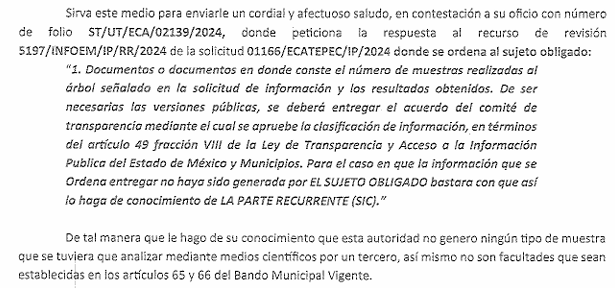 Sirva este medio para enviarle un cordial y afectuoso saludo, en contestación a su oficio con número
de folio ST/UT/ECA/02139/2024, donde peticiona la respuesta al recurso de revisión
5197/INFOEM/IP/RR/2024 de la solicitud 01166/ECATEPEC/IP/2024 donde se ordena al sujeto obligado:
"1. Documentos o documentos en donde conste el número de muestras realizadas al
árbol señalado en la solicitud de información y los resultados obtenidos. De ser
necesarias las versiones públicas, se deberá entregar el acuerdo del comité de
transparencia mediante el cual se apruebe la clasificación de información, en términos
del artículo 49 fracción VIII de la Ley de Transparencia y Acceso a la Información
Publica del Estado de México y Municipios. Para el caso en que la información que se
Ordena entregar no haya sido generada por EL SUJETO OBLIGADO bastara con que así
lo haga de conocimiento de LA PARTE RECURRENTE (SIC)."
De tal manera que le hago de su conocimiento que esta autoridad no genero ningún tipo de muestra
que se tuviera que analizar mediante medios científicos por un tercero, así mismo no son facultades que sean
establecidas en los artículos 65 y 66 del Bando Municipal Vigente.